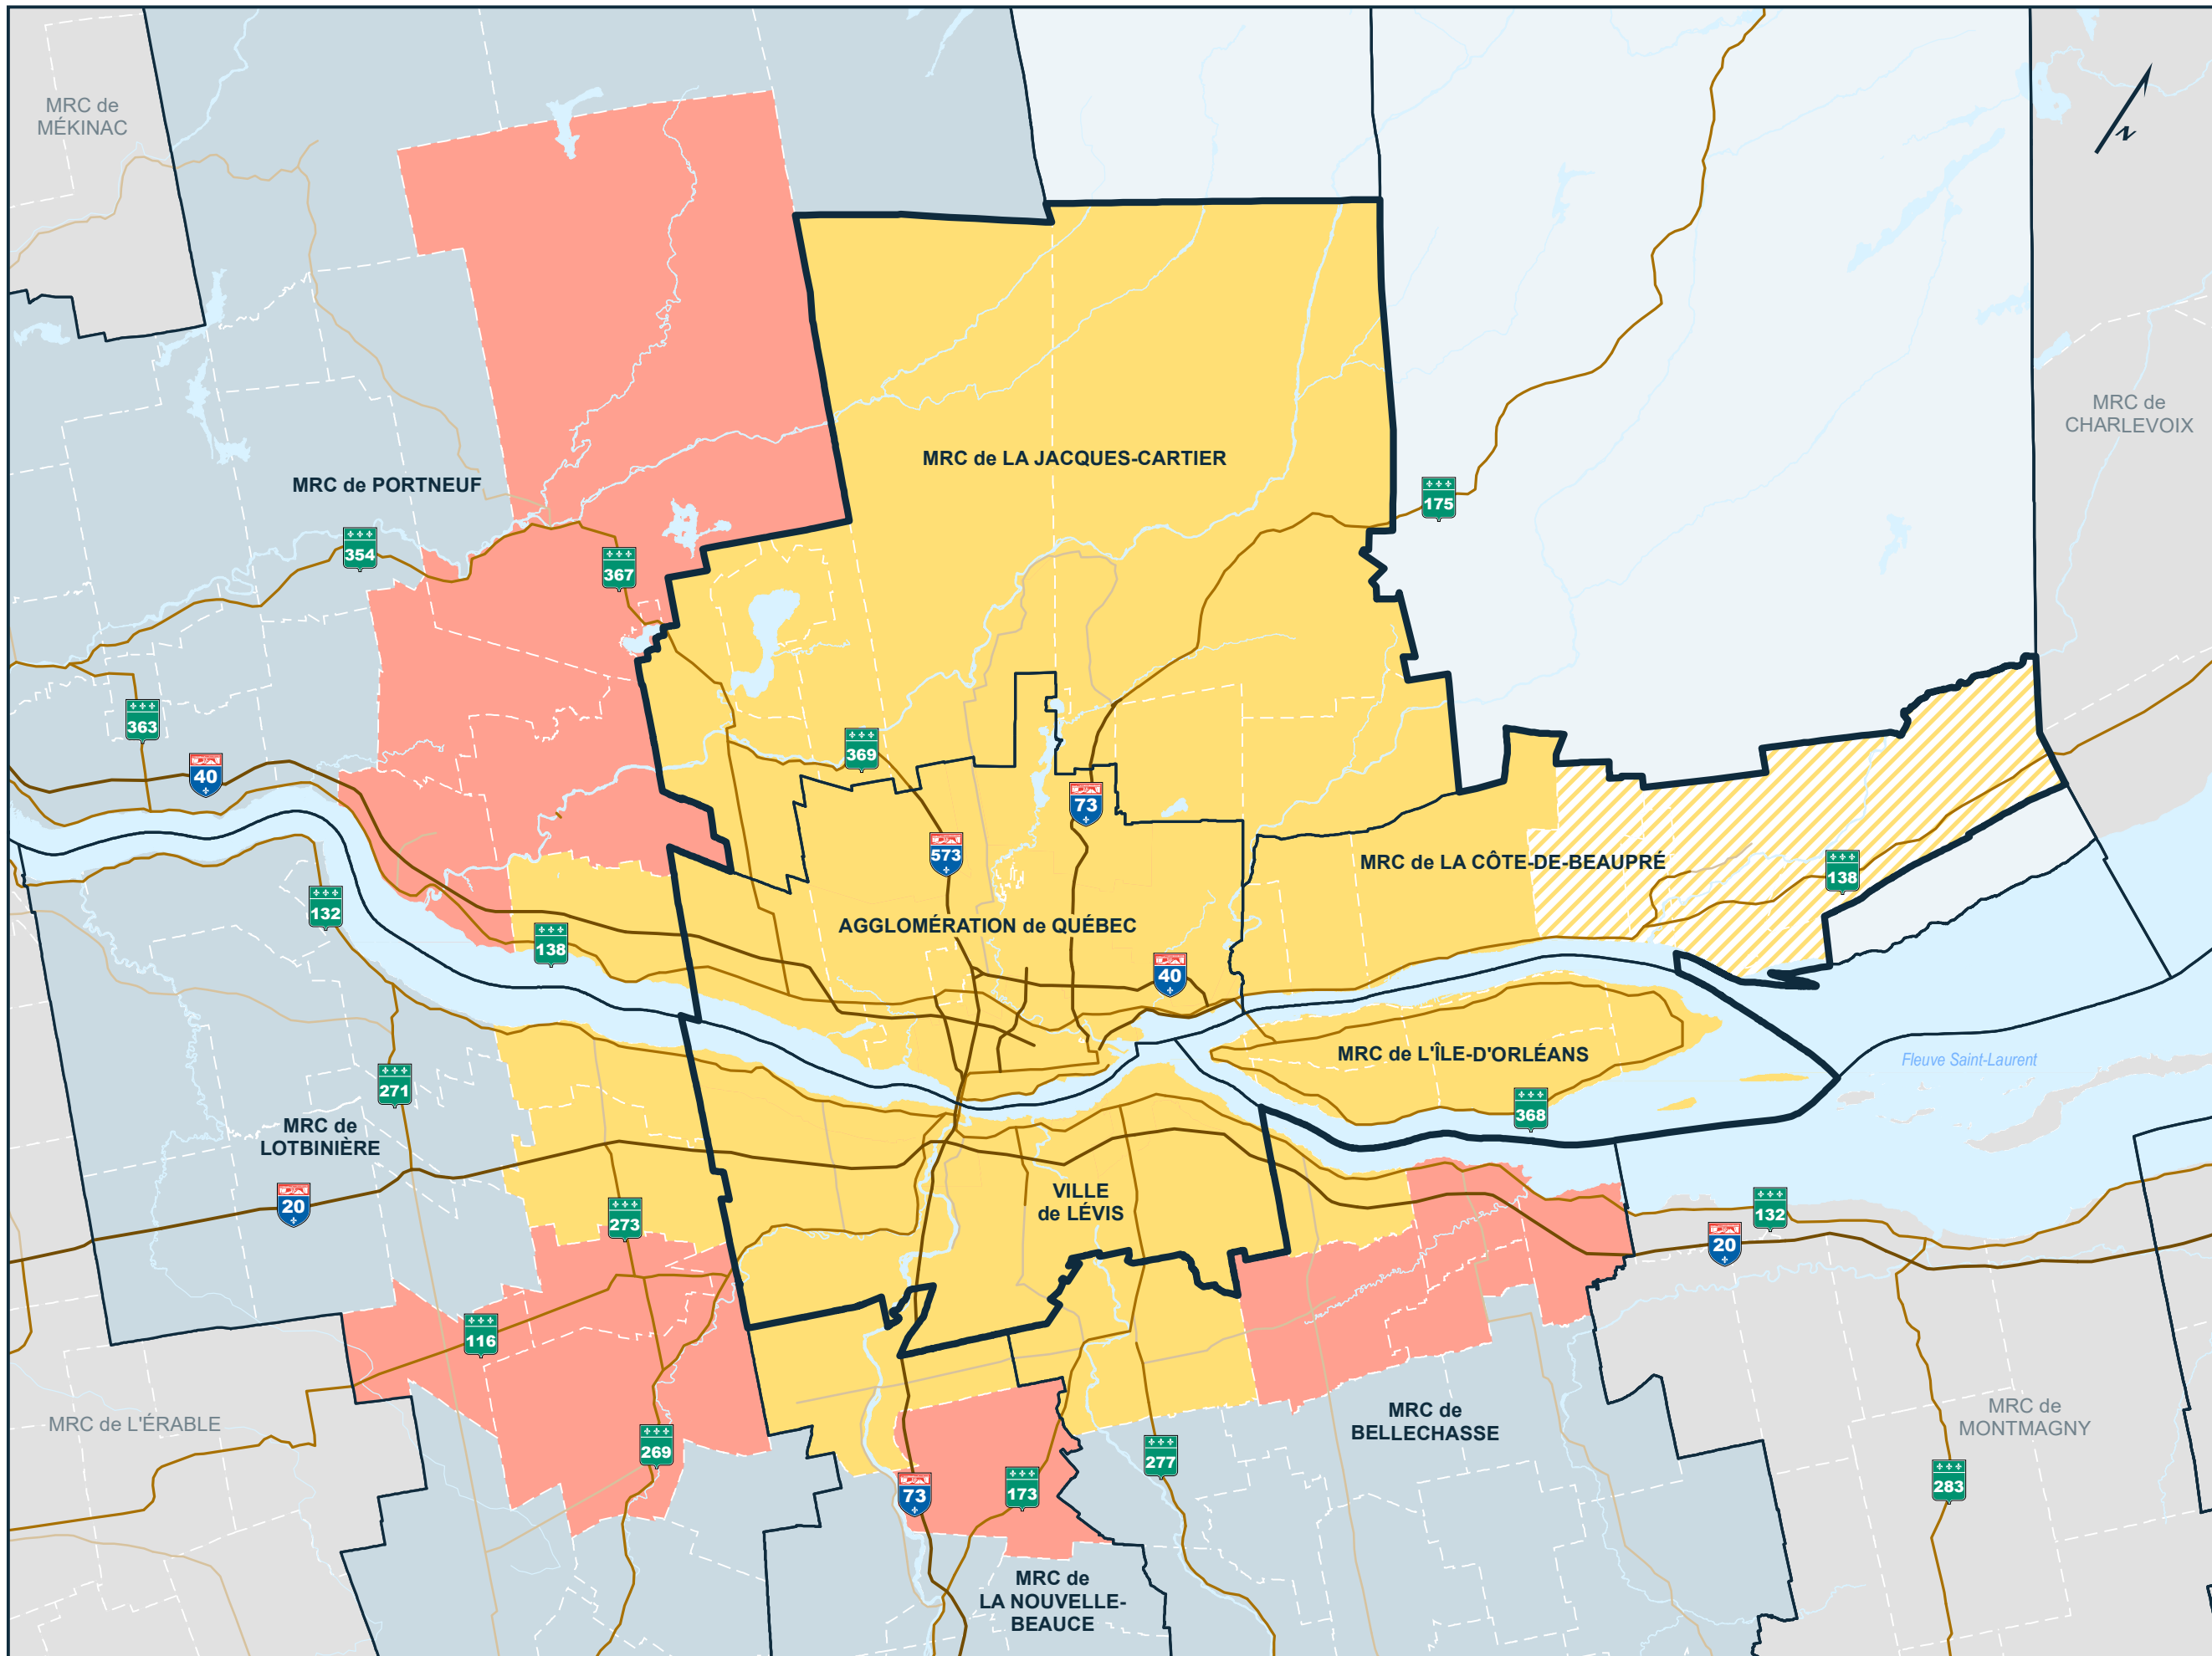 MRC de
MÉKINAC
N
MRC de
CHARLEVOIX
MRC de LA JACQUES-CARTIER
MRC de PORTNEUF
175
354
367
363
369
40
73
573
MRC de LA CÔTE-DE-BEAUPRÉ
138
132
AGGLOMÉRATION de QUÉBEC
138
40
MRC de L'ÎLE-D'ORLÉANS
Fleuve Saint-Laurent
271
368
MRC de
LOTBINIÈRE
VILLE
de LÉVIS
20
273
132
20
116
MRC de L'ÉRABLE
MRC de
BELLECHASSE
MRC de
MONTMAGNY
269
277
73
173
283
MRC de
LA NOUVELLE-
BEAUCE